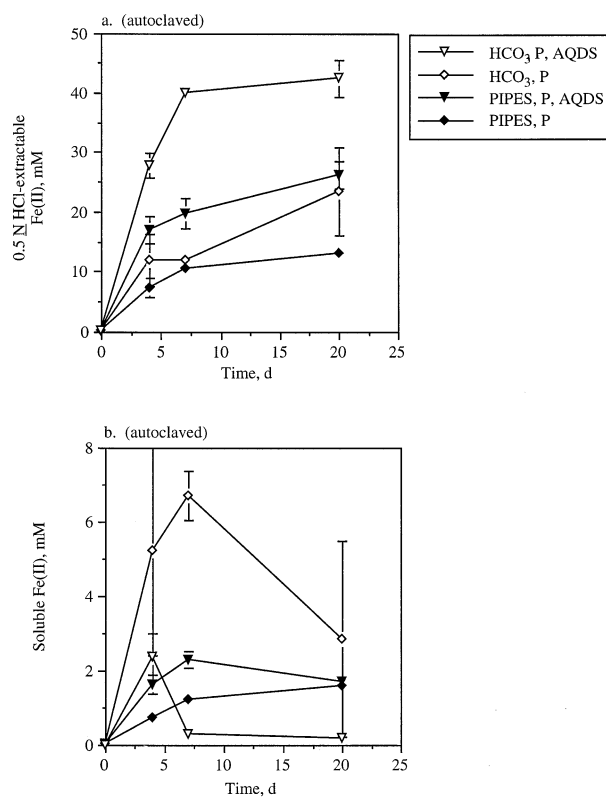 a. (autoclaved)
50
40
30
20
10
0
0.5 N HCl-extractable
Fe(II), mM
0 5 10 15 20 25
Time, d
HCO3 P, AQDS
HCO3, P
PIPES, P, AQDS
PIPES, P
b. (autoclaved)
8
6
4
2
0
Soluble Fe(II), mM
0 5 10 15 20 25
Time, d